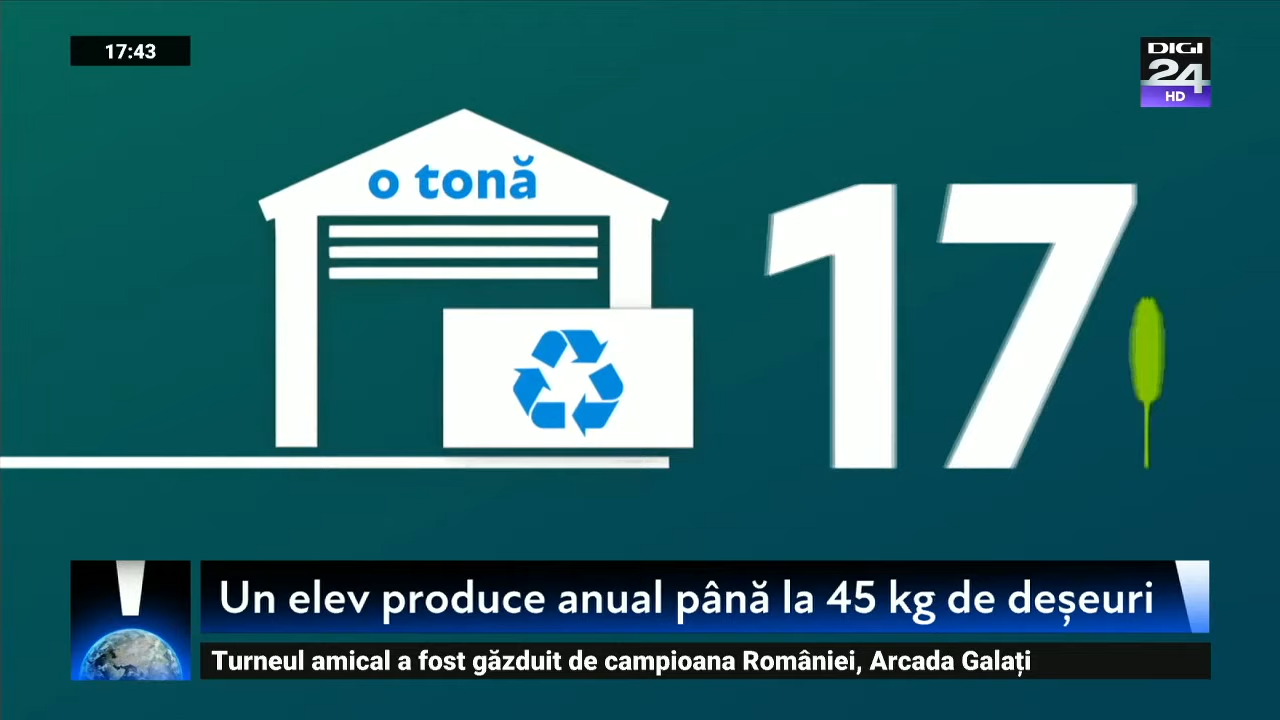 17:43
DIGI
24
HD
o tonă
17
Un elev produce anual până la 45 kg de deșeuri
Turneul amical a fost găzduit de campioana României, Arcada Galați